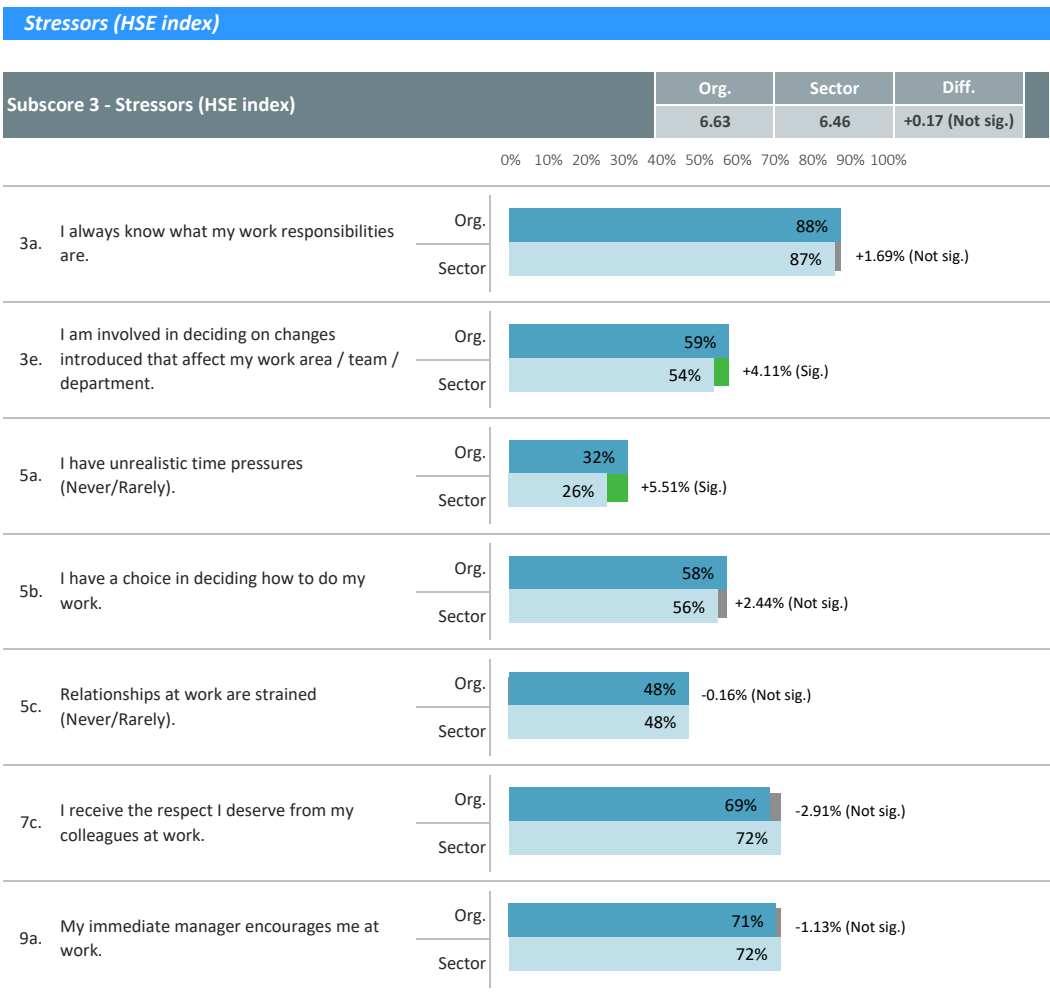 Stressors (HSE index)
Subscore 3 - Stressors (HSE index)
Org. Sector Diff.
6.63 6.46 +0.17 (Not sig.)
0% 10% 20% 30% 40% 50% 60% 70% 80% 90% 100%
3a. I always know what my work responsibilities
are.
Org. 88%
Sector 87% +1.69% (Not sig.)
3e. I am involved in deciding on changes
introduced that affect my work area / team /
department.
Org. 59%
Sector 54% +4.11% (Sig.)
5a. I have unrealistic time pressures
(Never/Rarely).
Org. 32%
Sector 26% +5.51% (Sig.)
5b. I have a choice in deciding how to do my
work.
Org. 58%
Sector 56% +2.44% (Not sig.)
5c. Relationships at work are strained
(Never/Rarely).
Org. 48% -0.16% (Not sig.)
Sector 48%
7c. I receive the respect I deserve from my
colleagues at work.
Org. 69% -2.91% (Not sig.)
Sector 72%
9a. My immediate manager encourages me at
work.
Org. 71% -1.13% (Not sig.)
Sector 72%